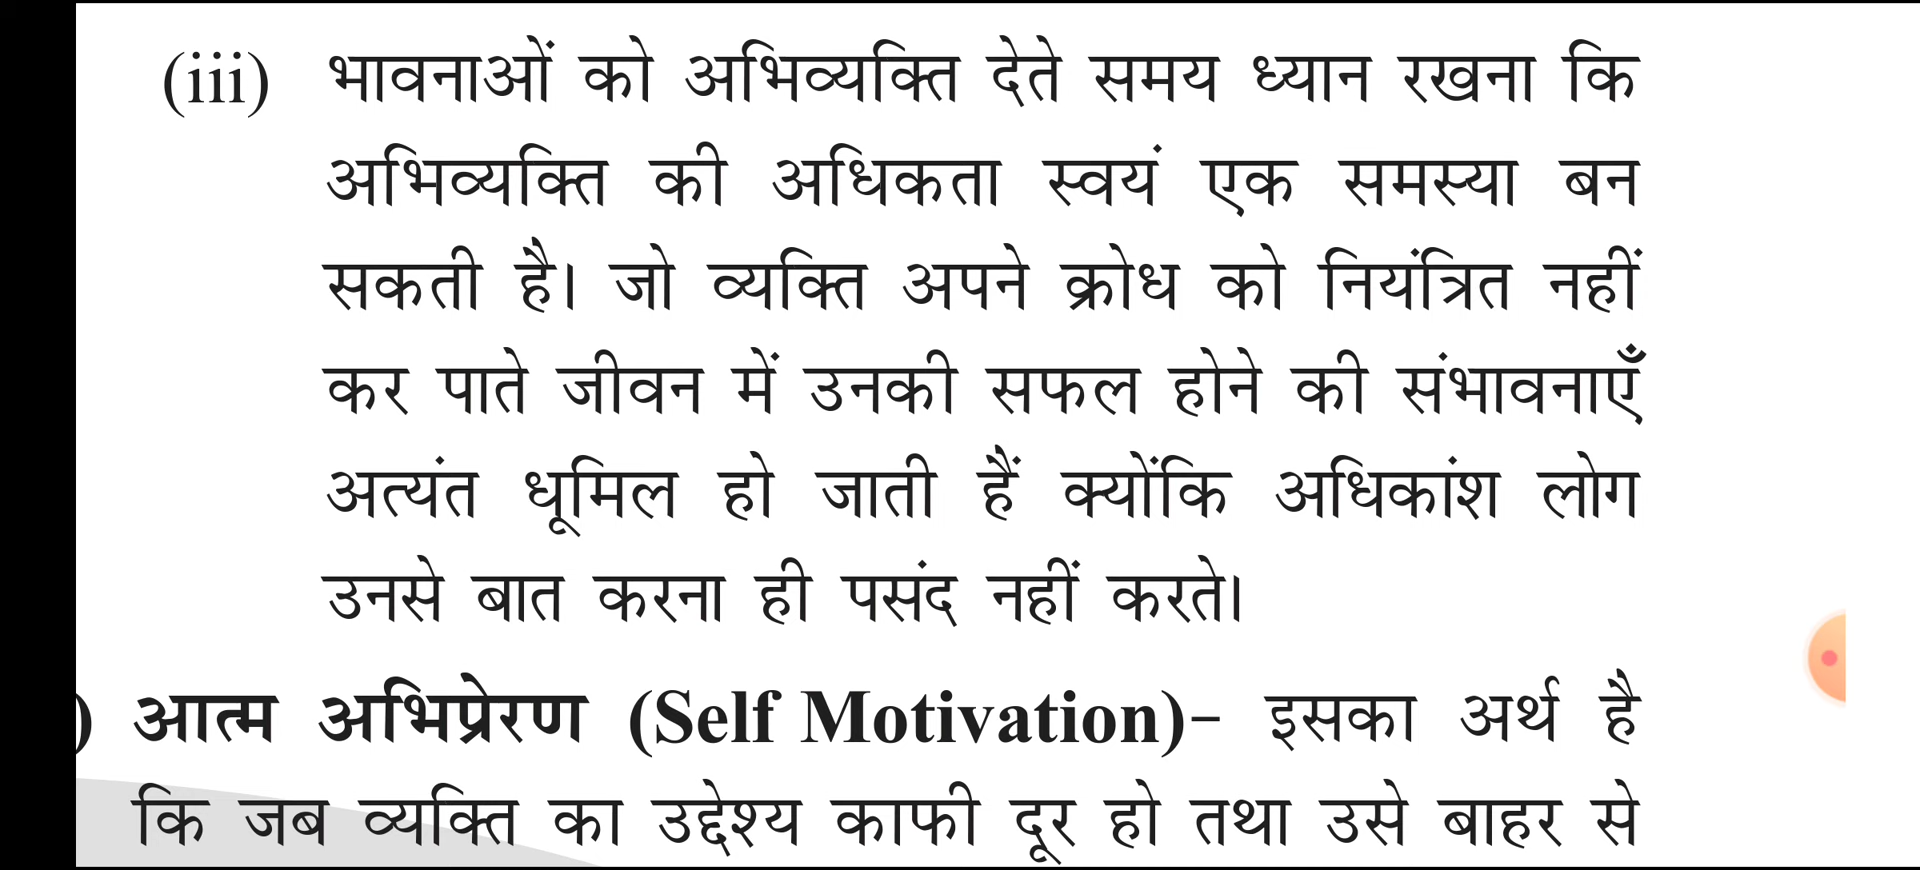 (iii) भावनाओं को अभिव्यक्ति देते समय ध्यान रखना कि
अभिव्यक्ति की अधिकता स्वयं एक समस्या बन
सकती है। जो व्यक्ति अपने क्रोध को नियंत्रित नहीं
कर पाते जीवन में उनकी सफल होने की संभावनाएँ
अत्यंत धूमिल हो जाती हैं क्योंकि अधिकांश लोग
उनसे बात करना ही पसंद नहीं करते।
) आत्म अभिप्रेरण (Self Motivation)- इसका अर्थ है
कि जब व्यक्ति का उद्देश्य काफी दूर हो तथा उसे बाहर से